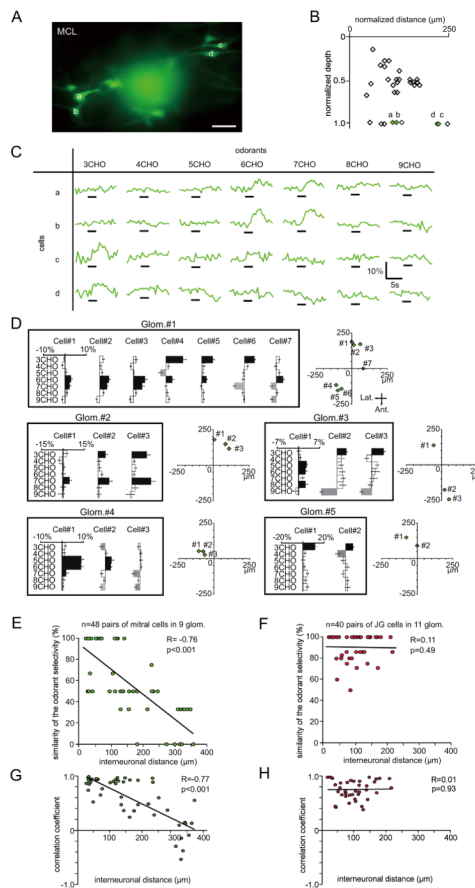 A
MCL
a
b
c
d
B
normalized distance (μm)
0
250
normalized depth
0
0.5
1.0
a b
d c
C
odorants
3CHO 4CHO 5CHO 6CHO 7CHO 8CHO 9CHO
cells
a
b
c
d
10%
5s
D
Glom.#1
Cell#1 Cell#2 Cell#3 Cell#4 Cell#5 Cell#6 Cell#7
-10% 10%
3CHO
4CHO
5CHO
6CHO
7CHO
8CHO
9CHO
250
#1
#2
#3
#7
-250
250
μm
#4
#5
#6
Lat.
Ant.
-250
Glom.#2
Cell#1 Cell#2 Cell#3
-15% 15%
3CHO
4CHO
5CHO
6CHO
7CHO
8CHO
9CHO
250
#1
#2
#3
-250
250
μm
-250
Glom.#3
Cell#1 Cell#2 Cell#3
-7% 7%
3CHO
4CHO
5CHO
6CHO
7CHO
8CHO
9CHO
250
#1
-250
#2
#3
-250
Glom.#4
Cell#1 Cell#2 Cell#3
-10% 10%
3CHO
4CHO
5CHO
6CHO
7CHO
8CHO
9CHO
250
#1
#2
#3
-250
250
μm
-250
Glom.#5
Cell#1 Cell#2
-20% 20%
3CHO
4CHO
5CHO
6CHO
7CHO
8CHO
9CHO
250
#1
#2
-250
-250
E
n=48 pairs of mitral cells in 9 glom.
R= -0.76
p<0.001
similarity of the odorant selectivity (%)
100
80
60
40
20
0
0 100 200 300 400
interneuronal distance (μm)
F
n=40 pairs of JG cells in 11 glom.
R=0.11
p=0.49
similarity of the odorant selectivity (%)
100
80
60
40
20
0
0 100 200 300 400
interneuronal distance (μm)
G
R=-0.77
p<0.001
correlation coefficient
1.0
0
-1.0
100 200 300 400
interneuronal distance (μm)
H
R=0.01
p=0.93
correlation coefficient
1.0
0
-1.0
100 200 300 400
interneuronal distance (μm)